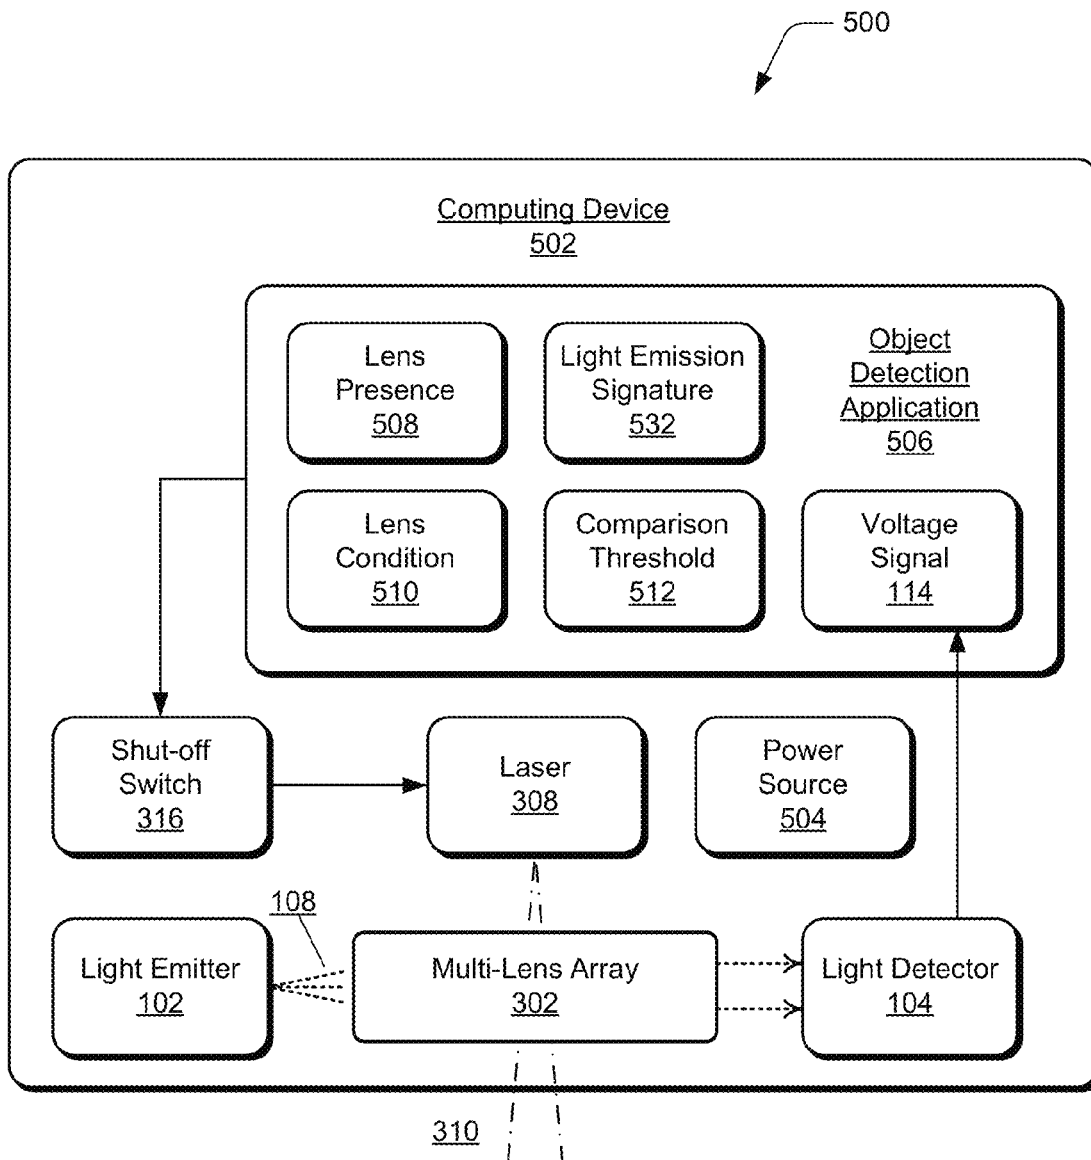 500
Computing Device
502
Lens
Presence
508
Light Emission
Signature
532
Object
Detection
Application
506
Lens
Condition
510
Comparison
Threshold
512
Voltage
Signal
114
Shut-off
Switch
316
Laser
308
Power
Source
504
108
Light Emitter
102
Multi-Lens Array
302
Light Detector
104
310